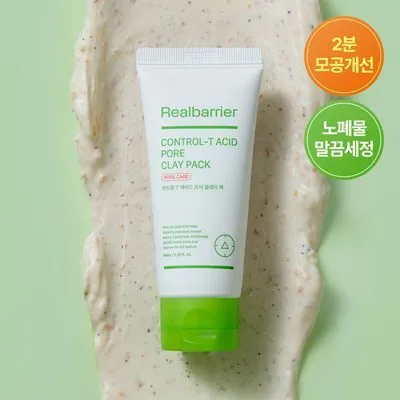 2분
모공개선
노폐물
말끔세정
Realbarrier
CONTROL-T ACID
PORE
CLAY PACK
PORE CARE
컨트롤-T 애씨드 포어 클레이 팩